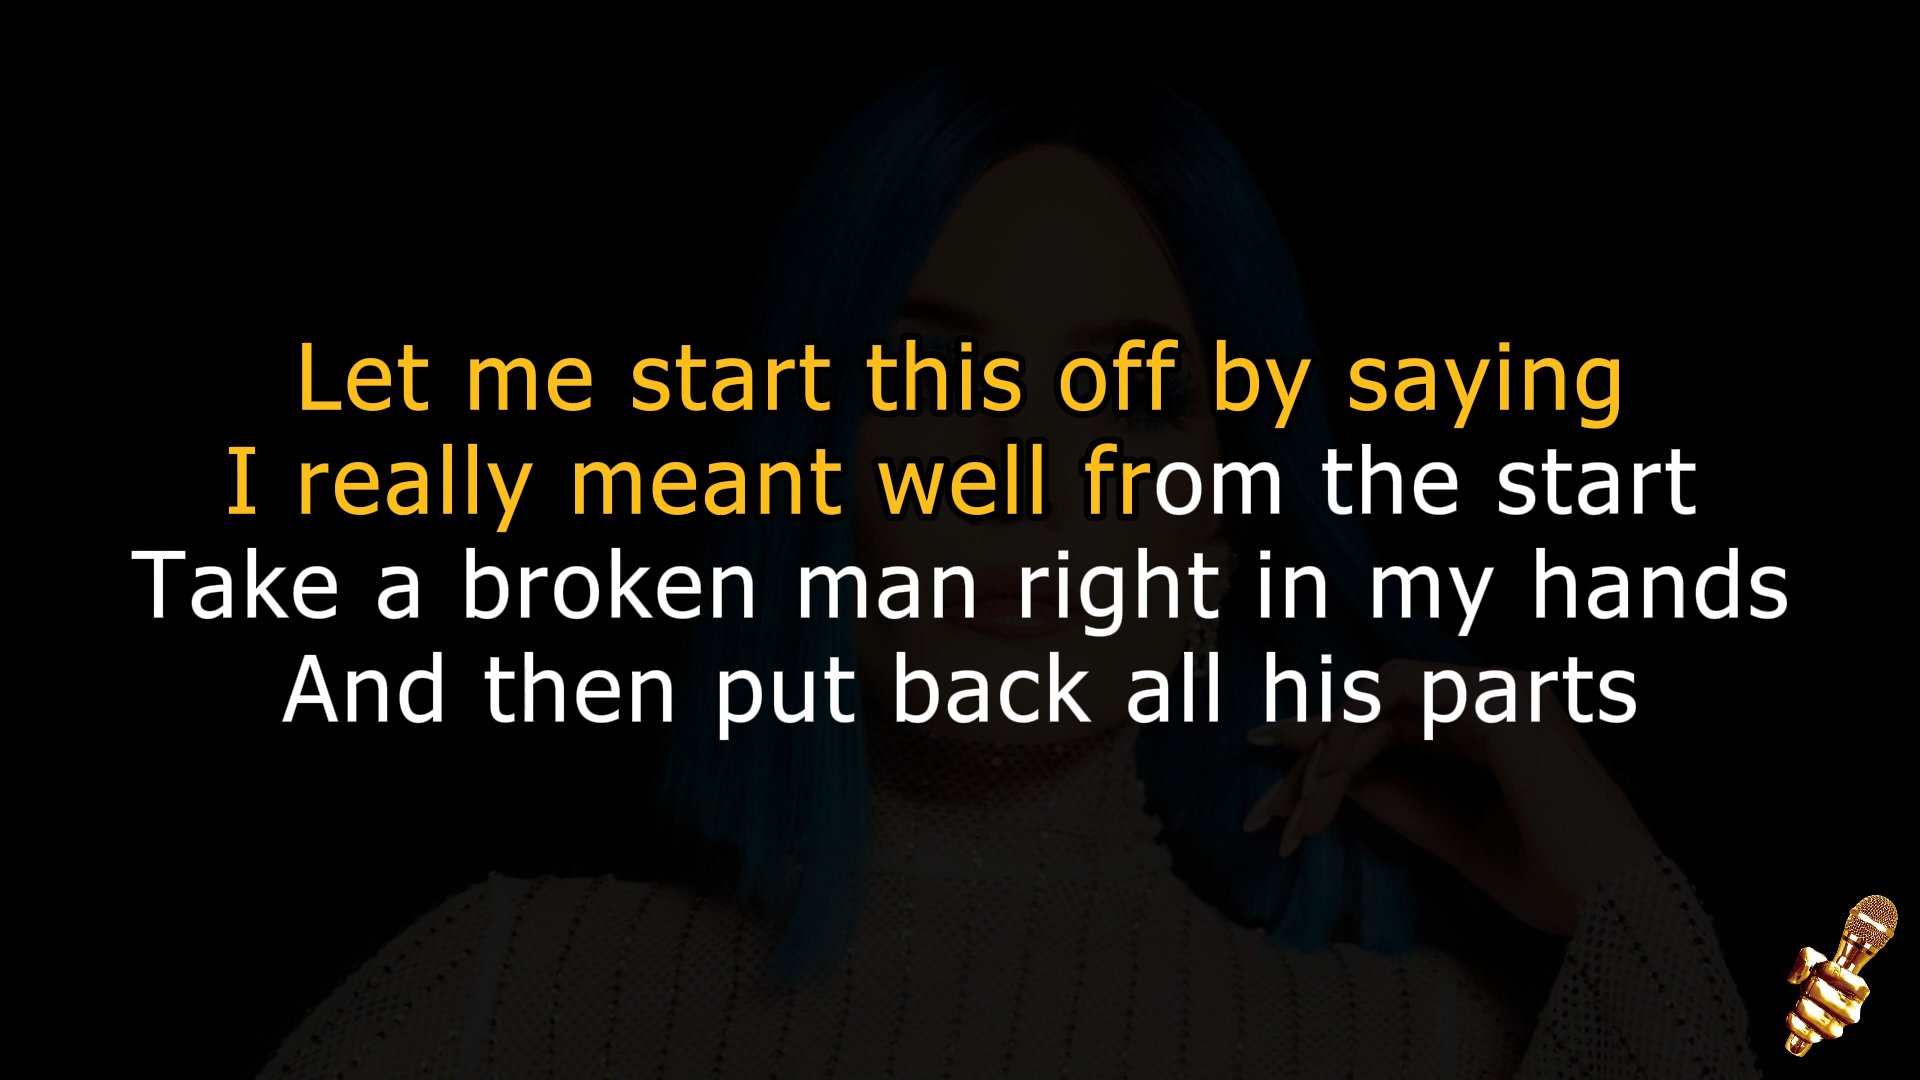 Let me start this off by saying
I really meant well from the start
Take a broken man right in my hands
And then put back all his parts